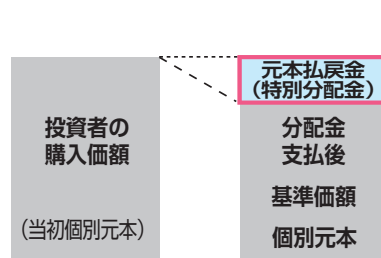 投資者の
購入価額
（当初個別元本）
元本払戻金
（特別分配金）
分配金
支払後
基準価額
個別元本